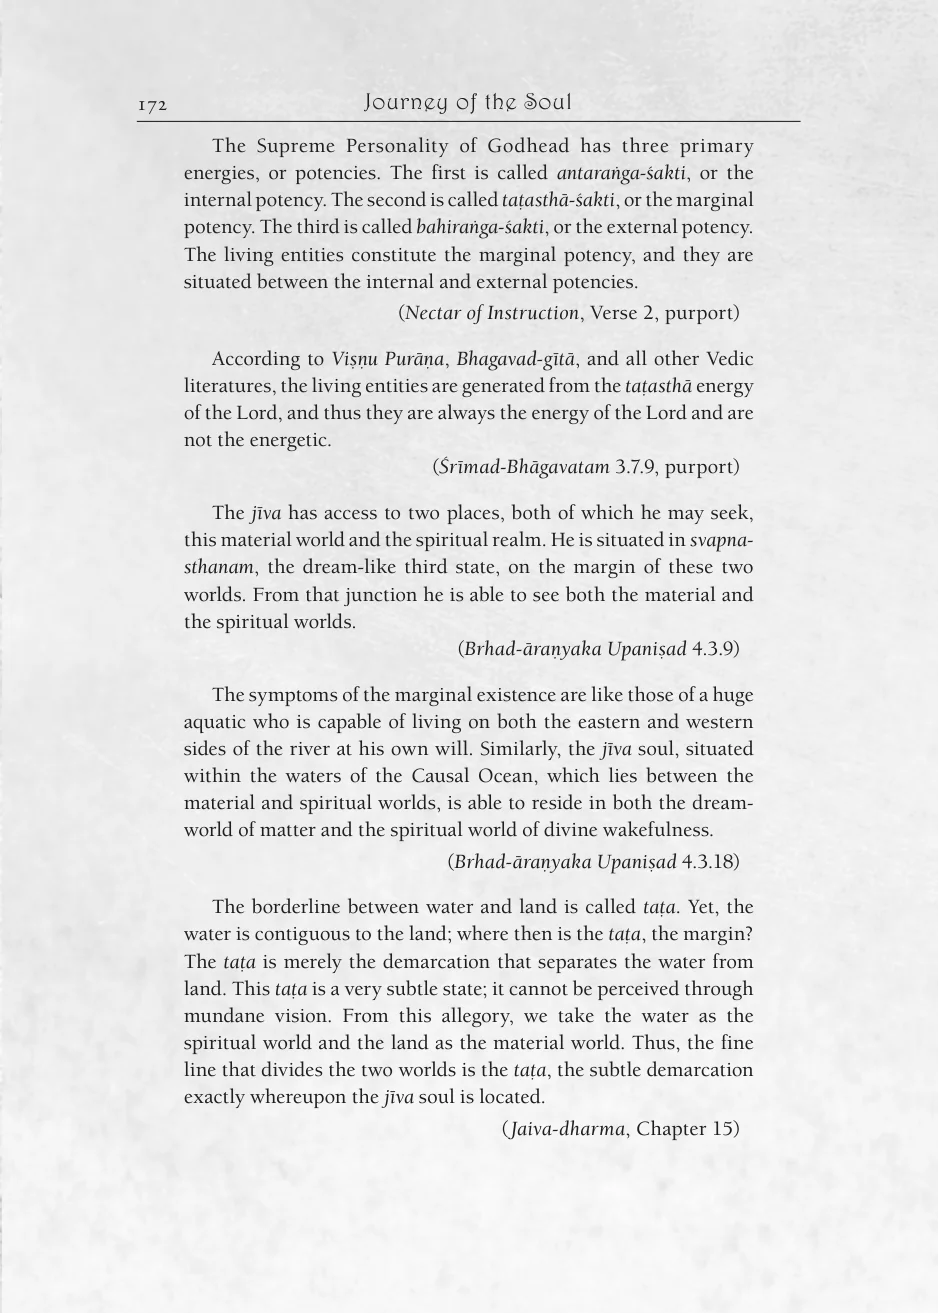 172
Journey of the Soul
The Supreme Personality of Godhead has three primary
energies, or potencies. The first is called antaraṅga-śakti, or the
internal potency. The second is called taṭasthā-śakti, or the marginal
potency. The third is called bahiraṅga-śakti, or the external potency.
The living entities constitute the marginal potency, and they are
situated between the internal and external potencies.
(Nectar of Instruction, Verse 2, purport)
According to Viṣṇu Purāṇa, Bhagavad-gītā, and all other Vedic
literatures, the living entities are generated from the taṭasthā energy
of the Lord, and thus they are always the energy of the Lord and are
not the energetic.
(Śrīmad-Bhāgavatam 3.7.9, purport)
The jīva has access to two places, both of which he may seek,
this material world and the spiritual realm. He is situated in svapna-
sthanam, the dream-like third state, on the margin of these two
worlds. From that junction he is able to see both the material and
the spiritual worlds.
(Brhad-āraṇyaka Upaniṣad 4.3.9)
The symptoms of the marginal existence are like those of a huge
aquatic who is capable of living on both the eastern and western
sides of the river at his own will. Similarly, the jīva soul, situated
within the waters of the Causal Ocean, which lies between the
material and spiritual worlds, is able to reside in both the dream-
world of matter and the spiritual world of divine wakefulness.
(Brhad-āraṇyaka Upaniṣad 4.3.18)
The borderline between water and land is called taṭa. Yet, the
water is contiguous to the land; where then is the taṭa, the margin?
The taṭa is merely the demarcation that separates the water from
land. This taṭa is a very subtle state; it cannot be perceived through
mundane vision. From this allegory, we take the water as the
spiritual world and the land as the material world. Thus, the fine
line that divides the two worlds is the taṭa, the subtle demarcation
exactly whereupon the jīva soul is located.
(Jaiva-dharma, Chapter 15)